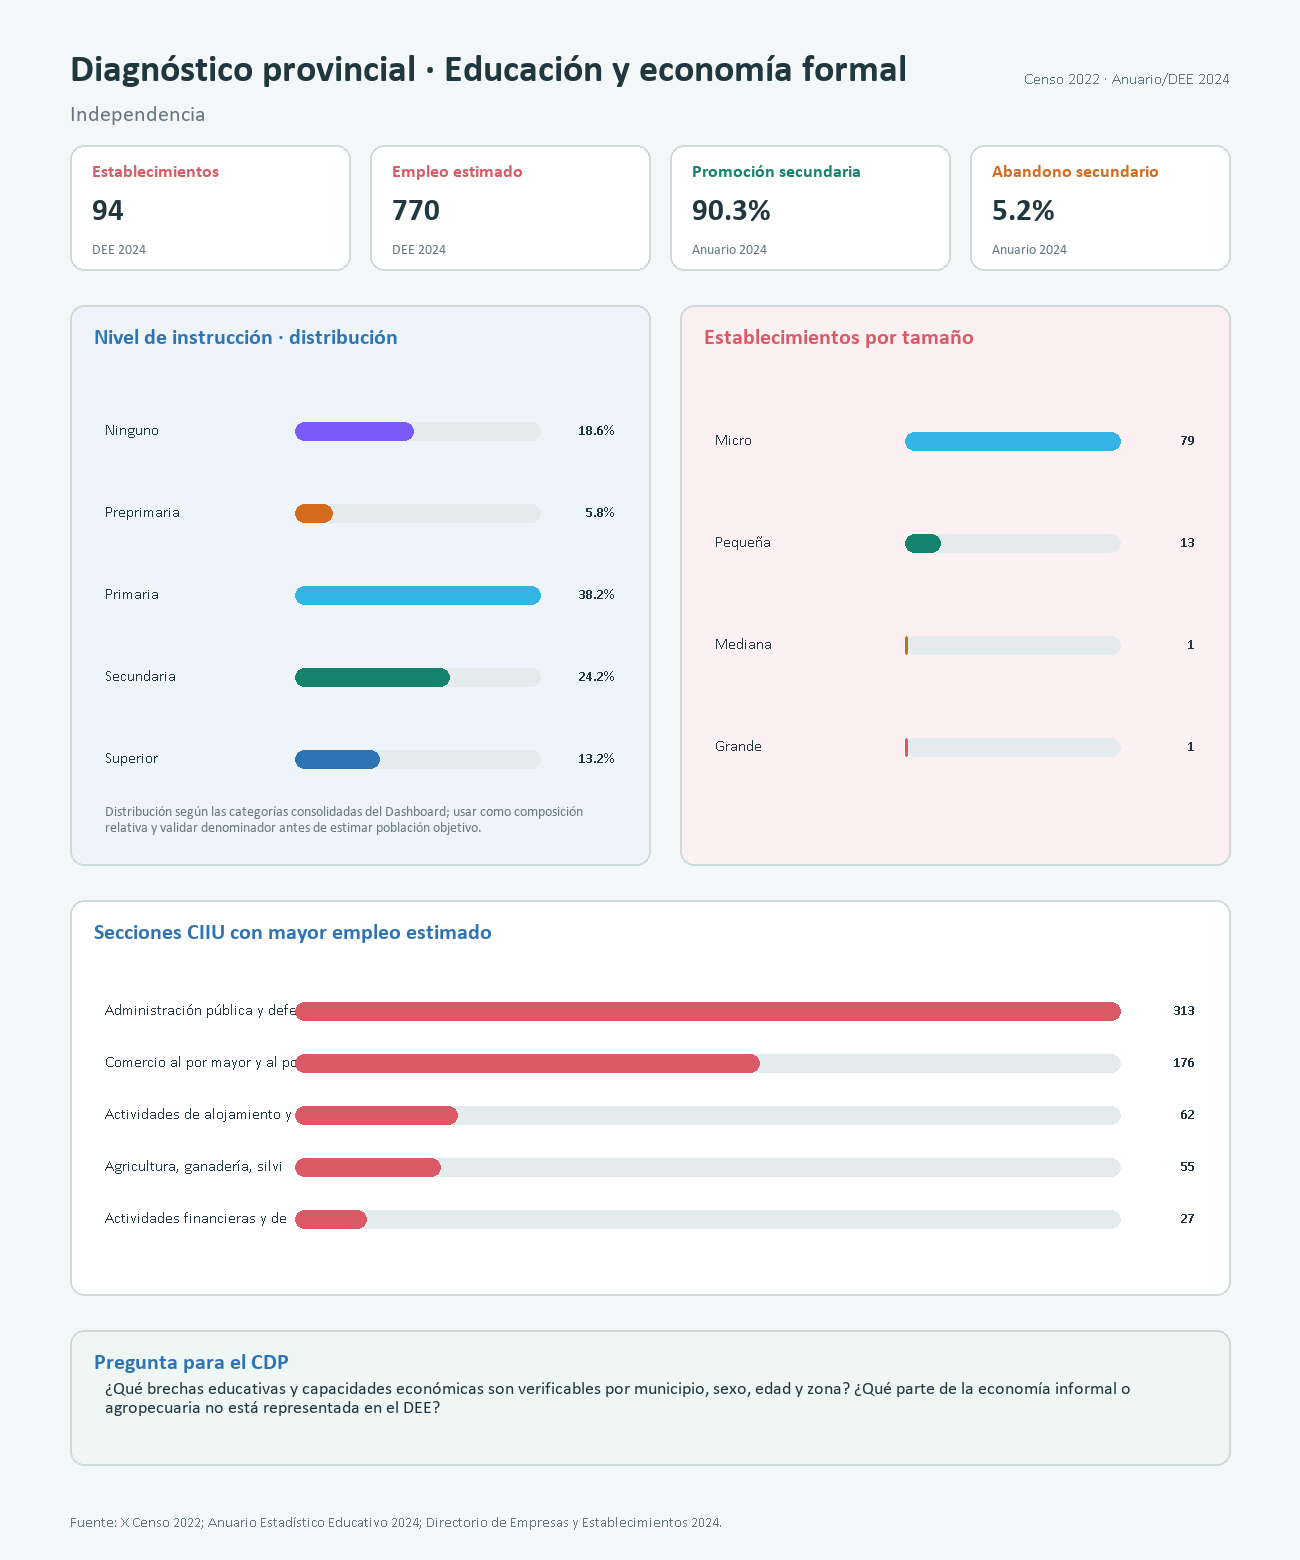 Diagnóstico provincial · Educación y economía formal
Censo 2022 · Anuario/DEE 2024
Independencia
Establecimientos
94
DEE 2024
Empleo estimado
770
DEE 2024
Promoción secundaria
90.3%
Anuario 2024
Abandono secundario
5.2%
Anuario 2024
Nivel de instrucción · distribución
Ninguno 18.6%
Preprimaria 5.8%
Primaria 38.2%
Secundaria 24.2%
Superior 13.2%
Distribución según las categorías consolidadas del Dashboard; usar como composición
relativa y validar denominador antes de estimar población objetivo.
Establecimientos por tamaño
Micro 79
Pequeña 13
Mediana 1
Grande 1
Secciones CIIU con mayor empleo estimado
Administración pública y defe 313
Comercio al por mayor y al po 176
Actividades de alojamiento y 62
Agricultura, ganadería, silvi 55
Actividades financieras y de 27
Pregunta para el CDP
¿Qué brechas educativas y capacidades económicas son verificables por municipio, sexo, edad y zona? ¿Qué parte de la economía informal o
agropecuaria no está representada en el DEE?
Fuente: X Censo 2022; Anuario Estadístico Educativo 2024; Directorio de Empresas y Establecimientos 2024.